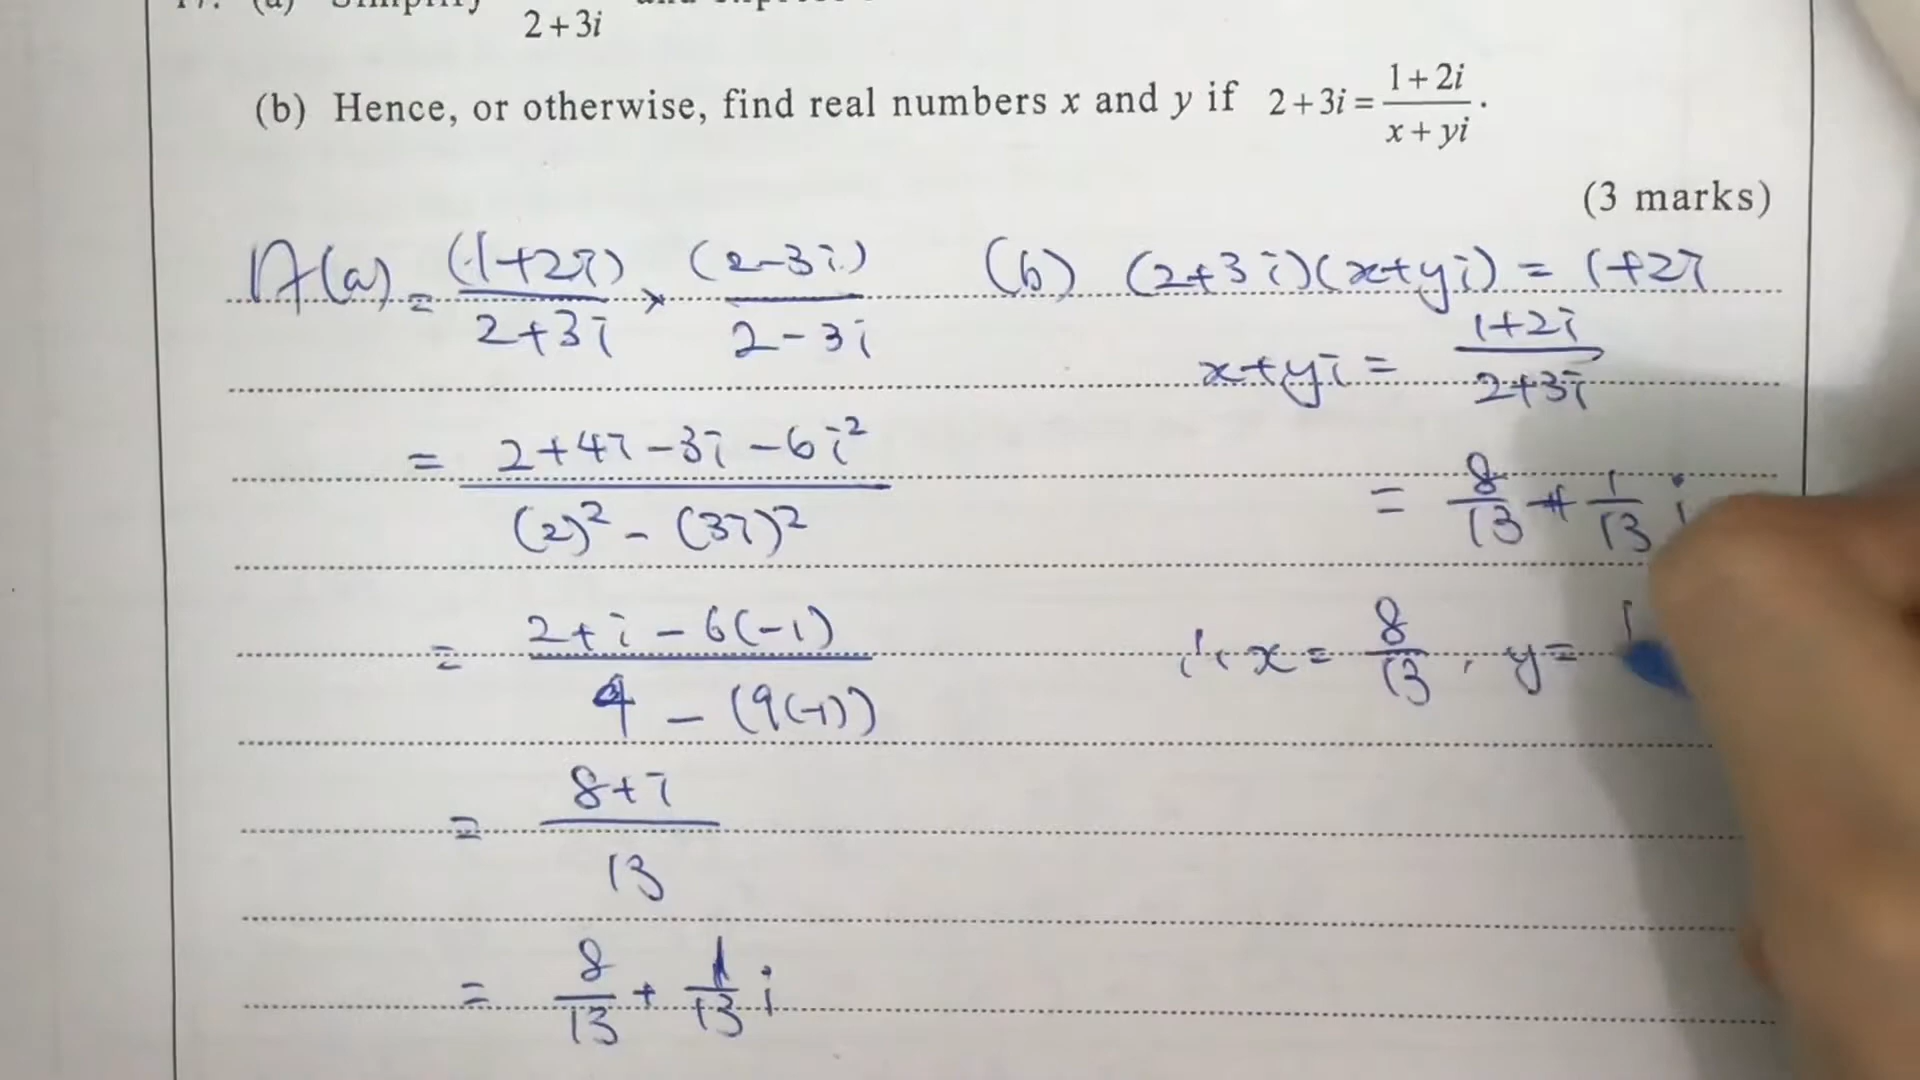 17. (a) Simplify
2+3i
(b) Hence, or otherwise, find real numbers x and y if 2+3i = (1+2i)/(x+yi).
(3 marks)
17(a) = (1+2i)/(2+3i) × (2-3i)/(2-3i)
= (2+4i-3i-6i²)/((2)²-(3i)²)
= (2+i-6(-1))/(4-(9(-1)))
= (8+i)/13
= 8/13 + 1/13 i
(b) (2+3i)(x+yi) = 1+2i
x+yi = (1+2i)/(2+3i)
= 8/13 + 1/13 i
∴ x = 8/13, y = 1